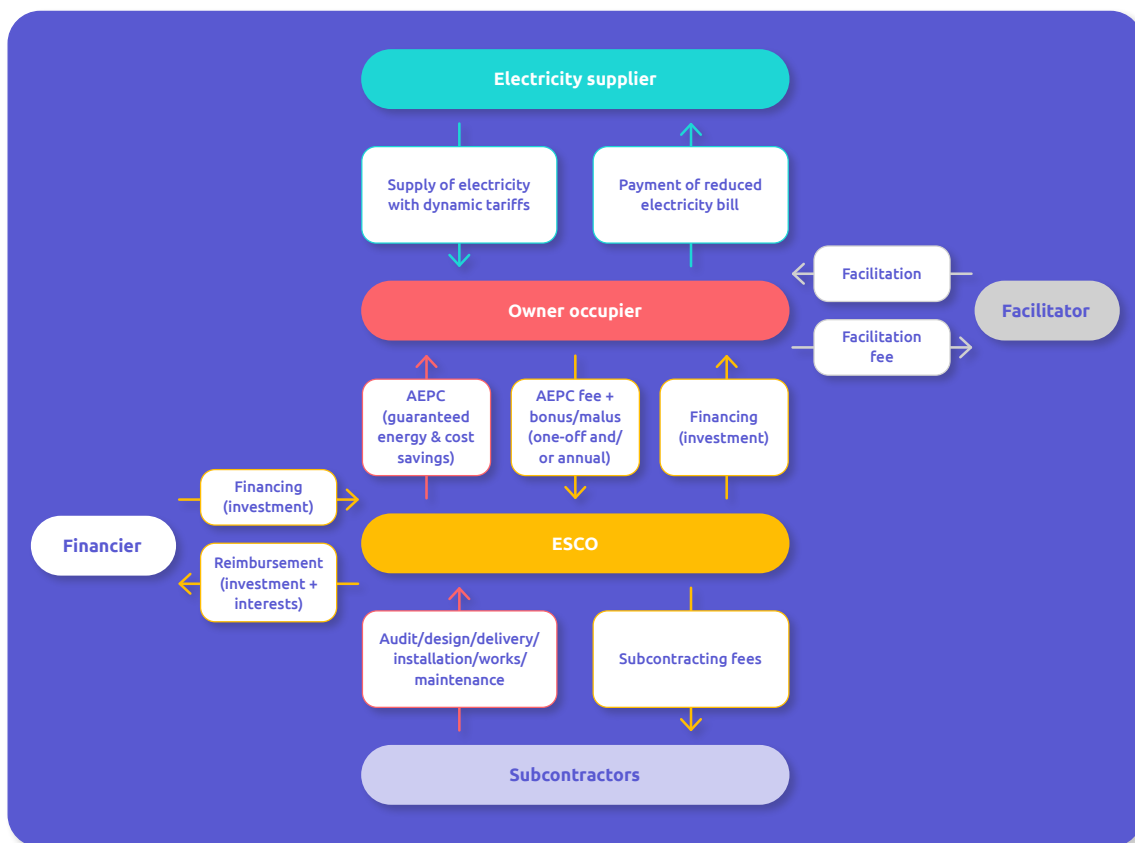 Electricity supplier
Supply of electricity
with dynamic tariffs
Payment of reduced
electricity bill
Facilitation
Owner occupier
Facilitator
Facilitation
fee
AEPC
(guaranteed
energy & cost
savings)
AEPC fee +
bonus/malus
(one-off and/
or annual)
Financing
(investment)
Financing
(investment)
Financier
ESCO
Reimbursement
(investment +
interests)
Audit/design/delivery/
installation/works/
maintenance
Subcontracting fees
Subcontractors